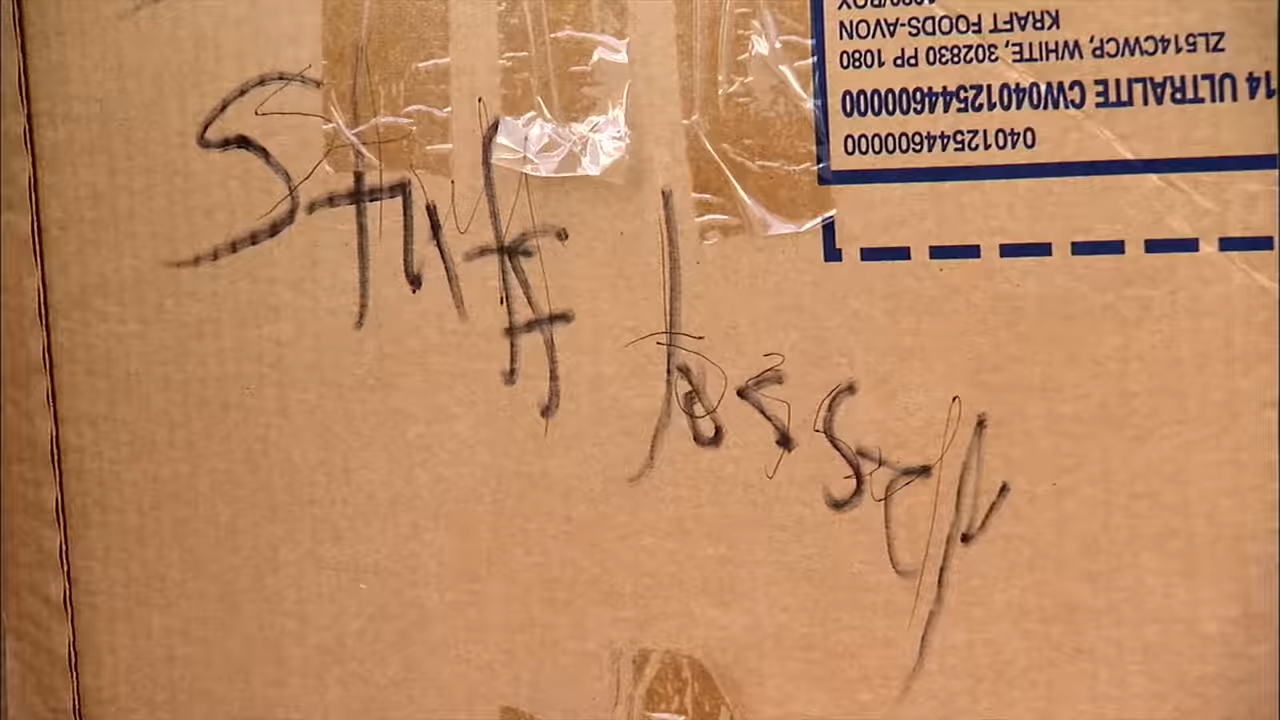 Stuff
04012544600000
14 ULTRALITE CW04012544600000
ZL514CWCP, WHITE, 302830 PP 1080
KRAFT FOODS-AVON